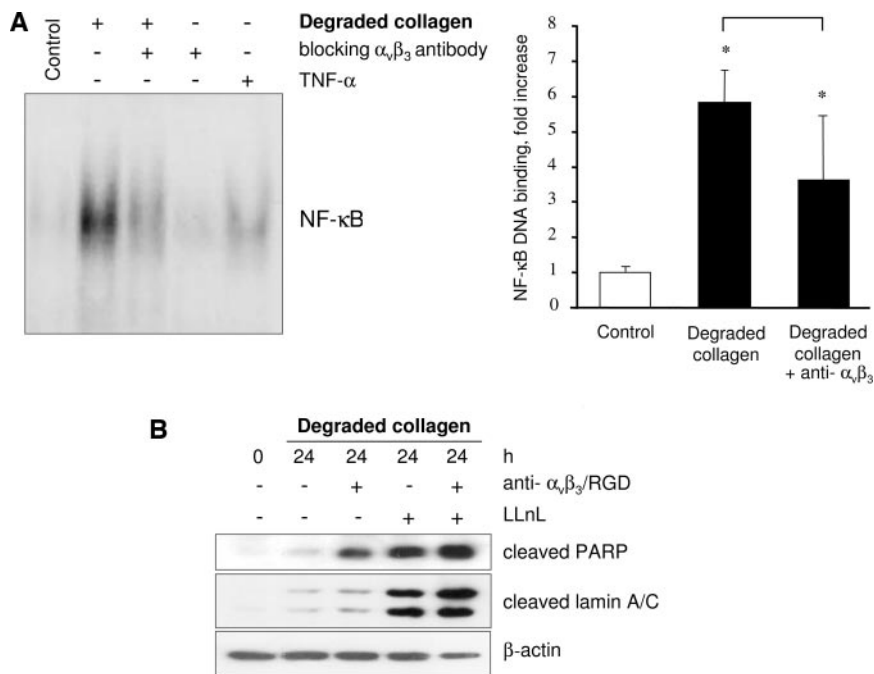 A
Control
+ + - - Degraded collagen
- + + - blocking αvβ3 antibody
- - - + TNF-α
NF-κB
NF-κB DNA binding, fold increase
8
7
6
5
4
3
2
1
0
*
*
Control
Degraded
collagen
Degraded
collagen
+ anti- αvβ3
B
Degraded collagen
0 24 24 24 24 h
- - + - + anti- αvβ3/RGD
- - - + + LLnL
cleaved PARP
cleaved lamin A/C
β-actin